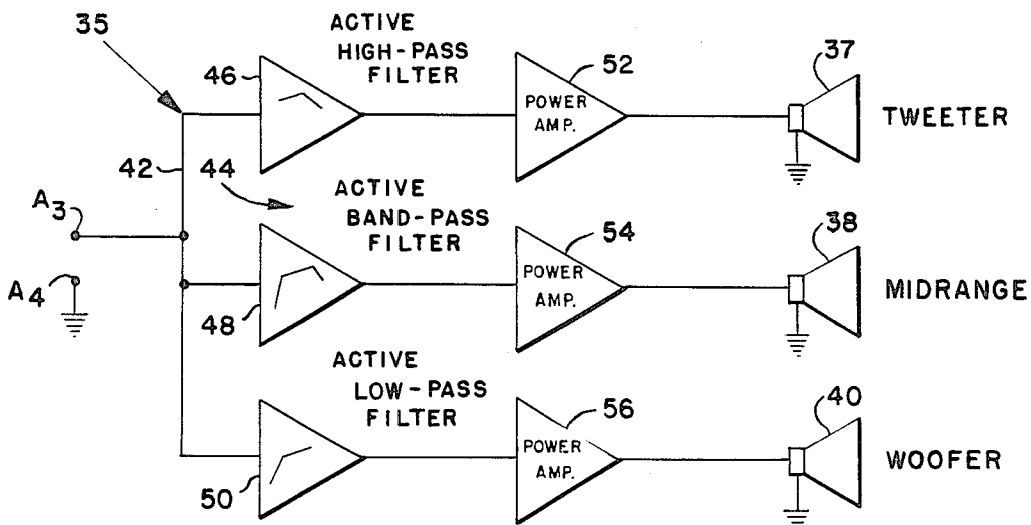 35
ACTIVE
HIGH-PASS
FILTER
46
52
POWER
AMP.
37
TWEETER
42
44
A3
A4
ACTIVE
BAND-PASS
FILTER
48
54
POWER
AMP.
38
MIDRANGE
ACTIVE
LOW-PASS
FILTER
50
56
POWER
AMP.
40
WOOFER